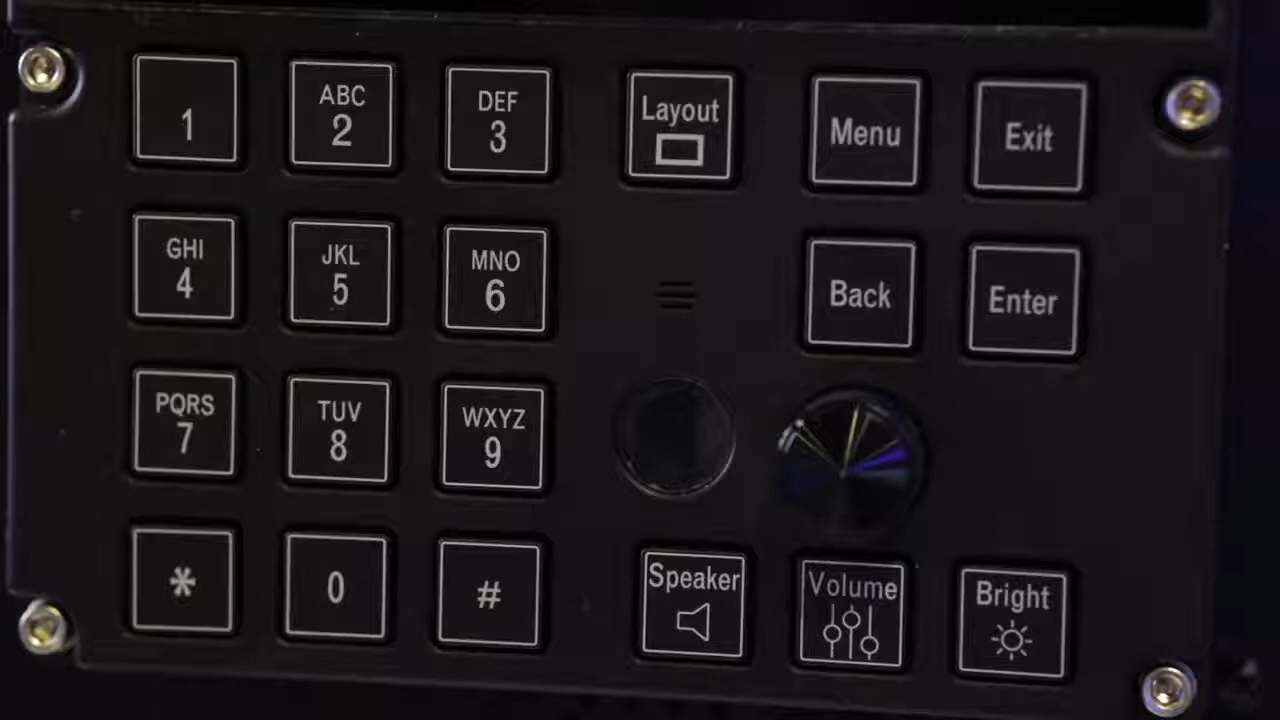 1
ABC
2
DEF
3
Layout
Menu
Exit
GHI
4
JKL
5
MNO
6
Back
Enter
PQRS
7
TUV
8
WXYZ
9
*
0
#
Speaker
Volume
Bright